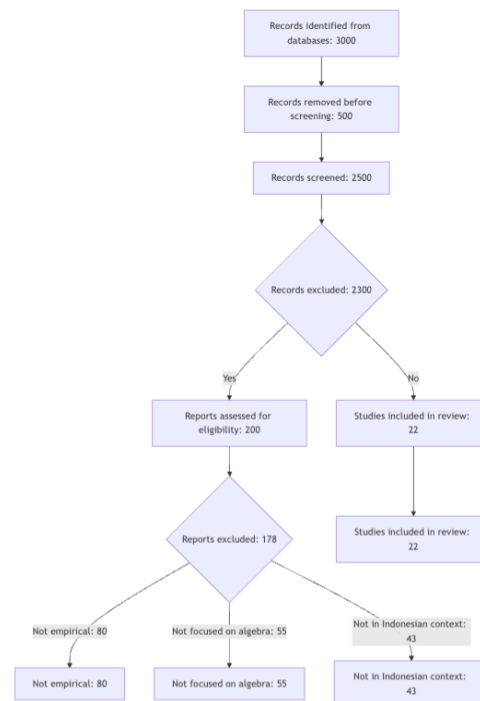 Records identified from
databases: 3000
Records removed before
screening: 500
Records screened: 2500
Records excluded: 2300
Yes
No
Reports assessed for
eligibility: 200
Studies included in review:
22
Reports excluded: 178
Studies included in review:
22
Not empirical: 80
Not focused on algebra: 55
Not in Indonesian context:
43
Not empirical: 80
Not focused on algebra: 55
Not in Indonesian context:
43